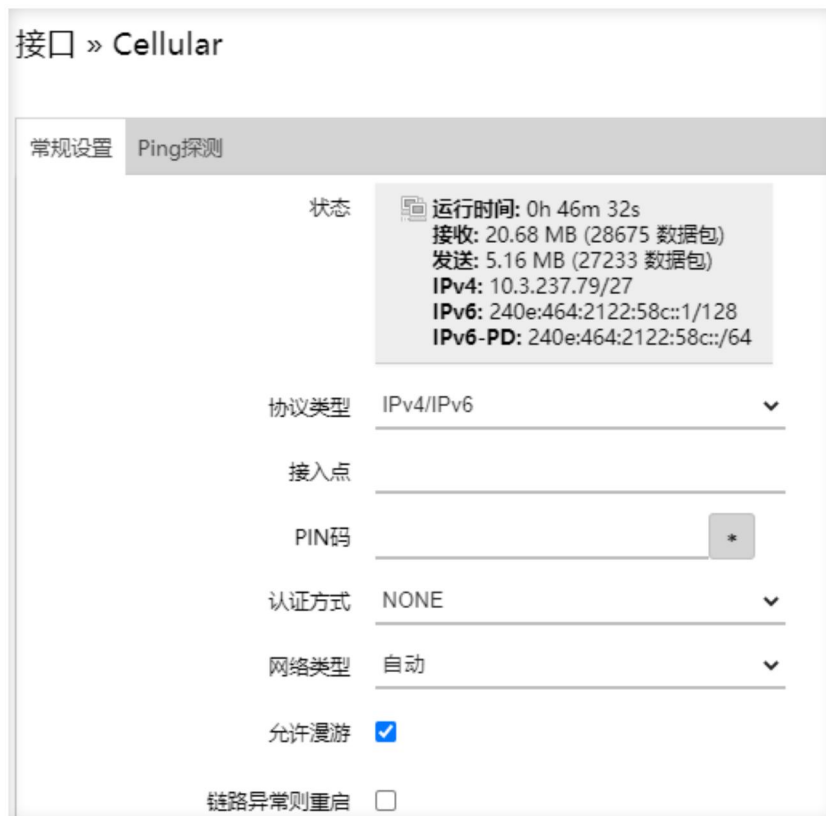 接口 » Cellular
常规设置 Ping探测
状态 运行时间: 0h 46m 32s
接收: 20.68 MB (28675 数据包)
发送: 5.16 MB (27233 数据包)
IPv4: 10.3.237.79/27
IPv6: 240e:464:2122:58c::1/128
IPv6-PD: 240e:464:2122:58c::/64
协议类型 IPv4/IPv6
接入点
PIN码 *
认证方式 NONE
网络类型 自动
允许漫游
链路异常则重启